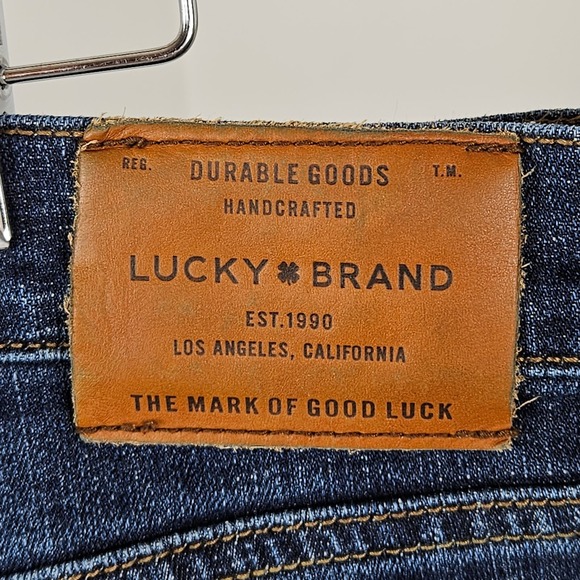 REG. DURABLE GOODS T.M.
HANDCRAFTED
LUCKY BRAND
EST.1990
LOS ANGELES, CALIFORNIA
THE MARK OF GOOD LUCK